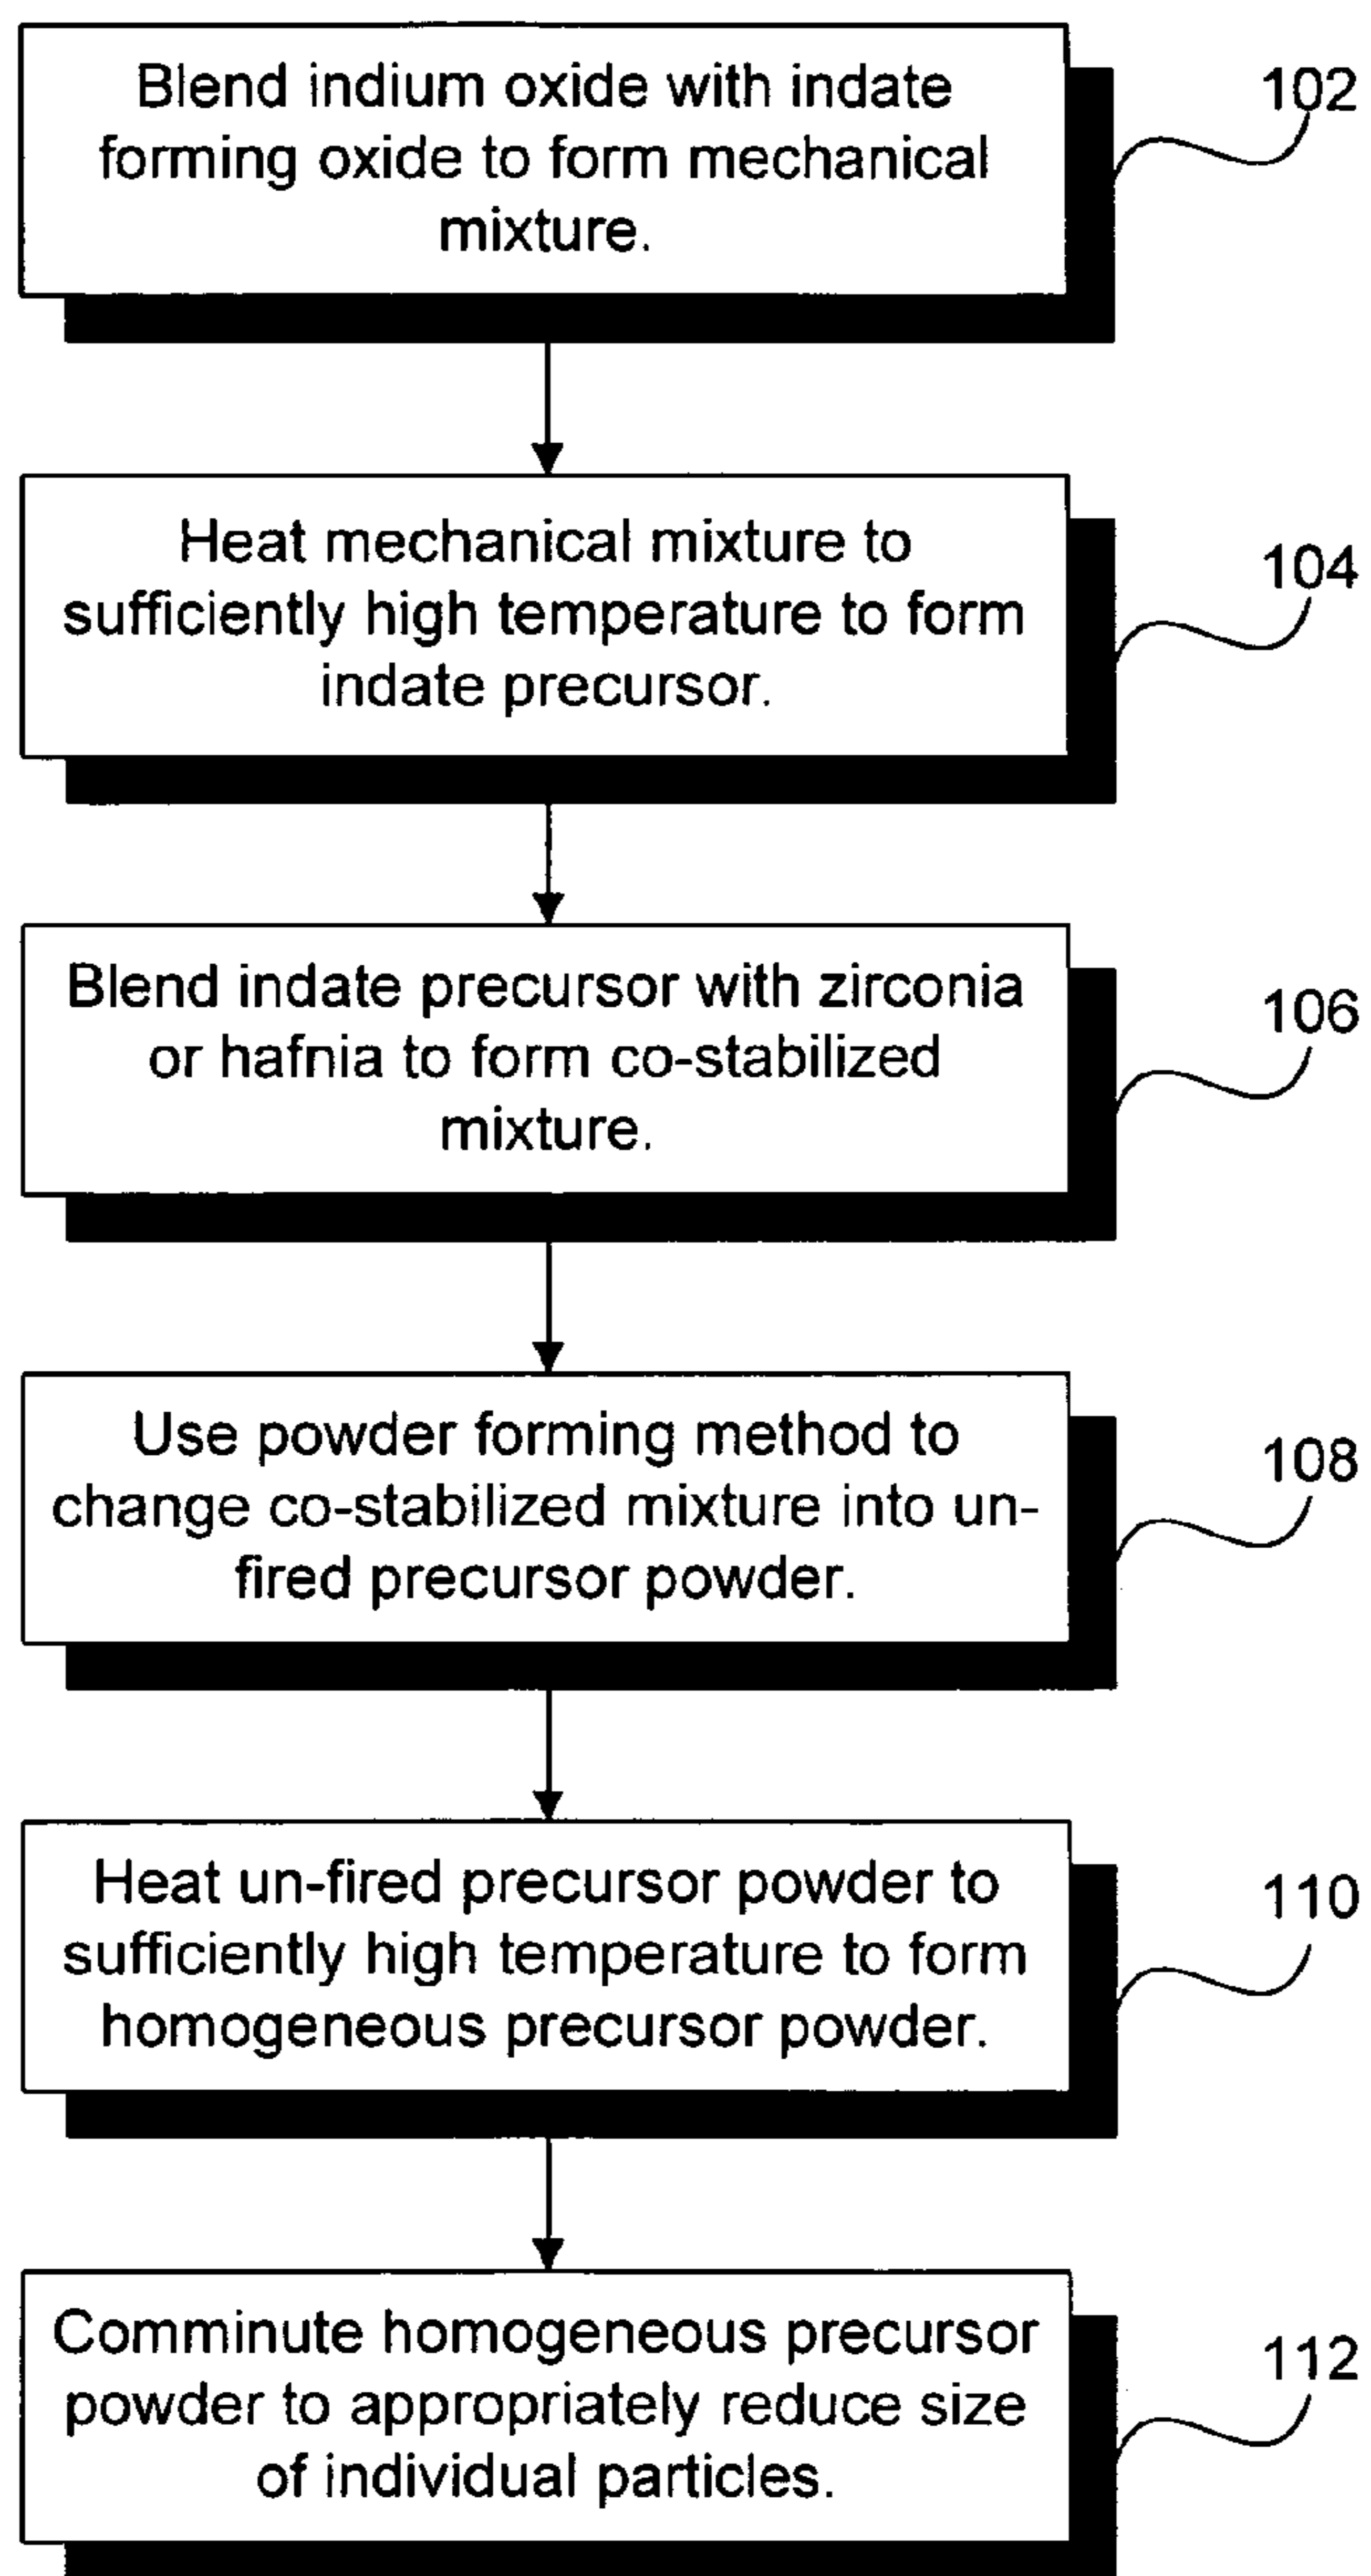 Blend indium oxide with indate
forming oxide to form mechanical
mixture.
102
Heat mechanical mixture to
sufficiently high temperature to form
indate precursor.
104
Blend indate precursor with zirconia
or hafnia to form co-stabilized
mixture.
106
Use powder forming method to
change co-stabilized mixture into un-
fired precursor powder.
108
Heat un-fired precursor powder to
sufficiently high temperature to form
homogeneous precursor powder.
110
Comminute homogeneous precursor
powder to appropriately reduce size
of individual particles.
112